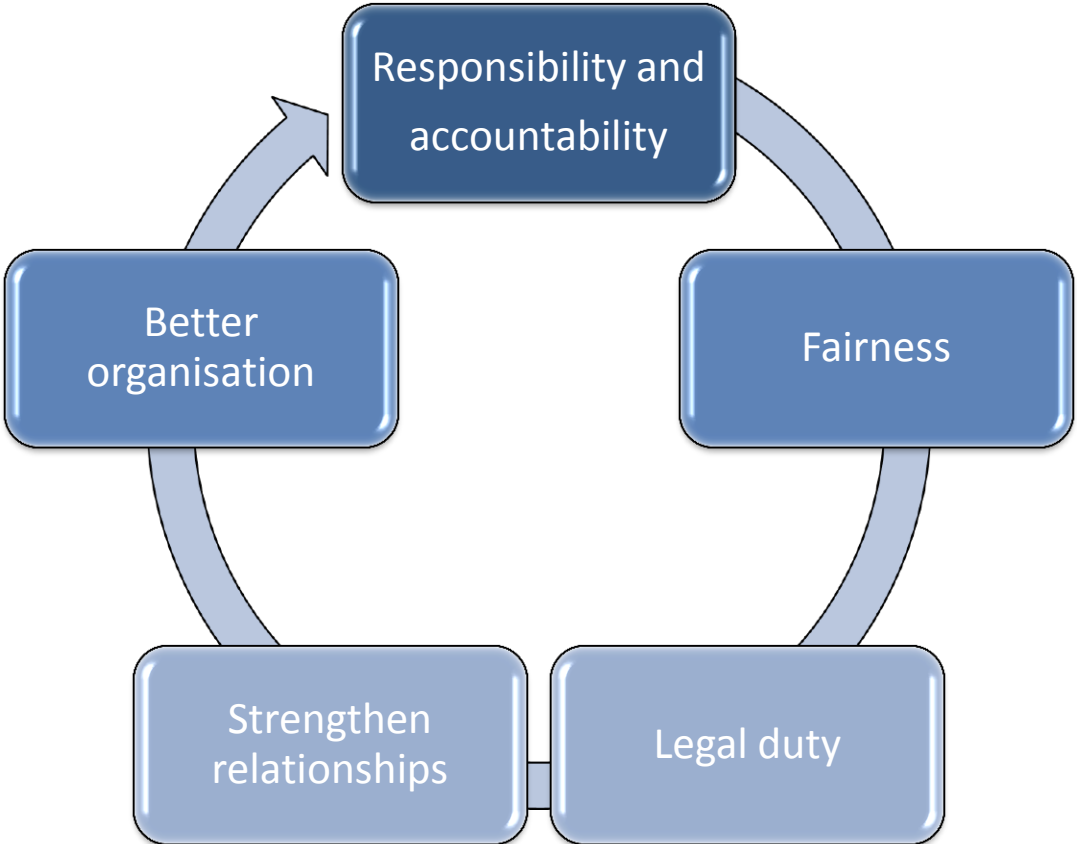 Responsibility and
accountability
Fairness
Legal duty
Strengthen
relationships
Better
organisation